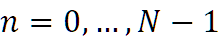 n = 0, … , N − 1